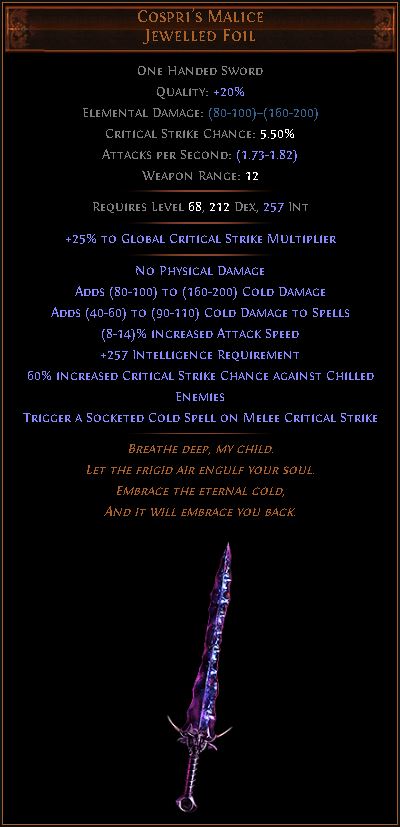 Cospri's Malice
Jewelled Foil
One Handed Sword
Quality: +20%
Elemental Damage: (80-100)–(160-200)
Critical Strike Chance: 5.50%
Attacks per Second: (1.73-1.82)
Weapon Range: 12
Requires Level 68, 212 Dex, 257 Int
+25% to Global Critical Strike Multiplier
No Physical Damage
Adds (80-100) to (160-200) Cold Damage
Adds (40-60) to (90-110) Cold Damage to Spells
(8-14)% increased Attack Speed
+257 Intelligence Requirement
60% increased Critical Strike Chance against Chilled
Enemies
Trigger a Socketed Cold Spell on Melee Critical Strike
Breathe deep, my child.
Let the frigid air engulf your soul.
Embrace the eternal cold,
And it will embrace you back.